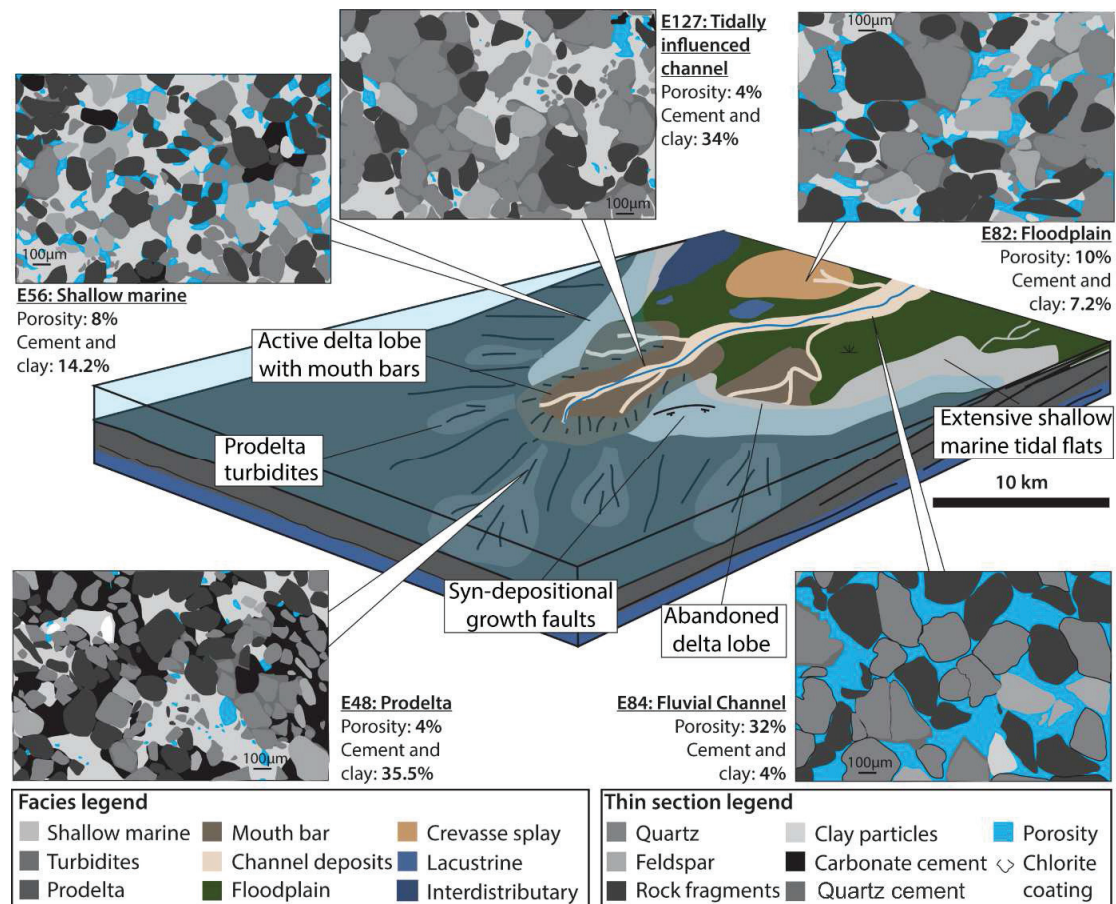 E127: Tidally
influenced
channel
Porosity: 4%
Cement and
clay: 34%
100µm
100µm
100µm
E56: Shallow marine
Porosity: 8%
Cement and
clay: 14.2%
E82: Floodplain
Porosity: 10%
Cement and
clay: 7.2%
Active delta lobe
with mouth bars
Prodelta
turbidites
Extensive shallow
marine tidal flats
10 km
Syn-depositional
growth faults
Abandoned
delta lobe
100µm
E48: Prodelta
Porosity: 4%
Cement and
clay: 35.5%
E84: Fluvial Channel
Porosity: 32%
Cement and
clay: 4%
100µm
Facies legend
Shallow marine
Turbidites
Prodelta
Mouth bar
Channel deposits
Floodplain
Crevasse splay
Lacustrine
Interdistributary
Thin section legend
Quartz
Feldspar
Rock fragments
Clay particles
Carbonate cement
Quartz cement
Porosity
Chlorite
coating